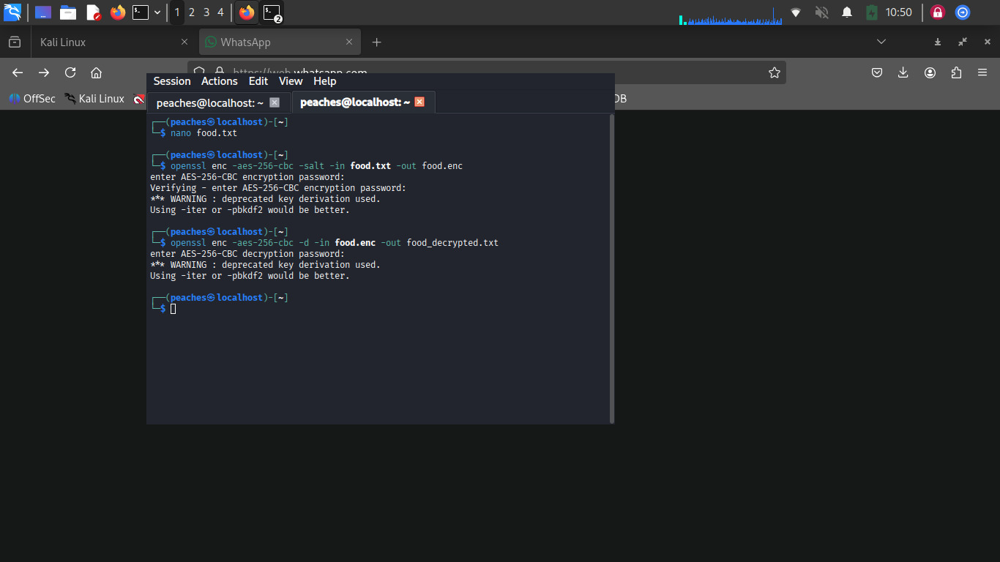 1 2 3 4 2 10:50
Kali Linux WhatsApp
https://web.whatsapp.com
OffSec Kali Linux DB
Session Actions Edit View Help
peaches@localhost: ~ peaches@localhost: ~
┌──(peaches㉿localhost)-[~]
└─$ nano food.txt
┌──(peaches㉿localhost)-[~]
└─$ openssl enc -aes-256-cbc -salt -in food.txt -out food.enc
enter AES-256-CBC encryption password:
Verifying - enter AES-256-CBC encryption password:
*** WARNING : deprecated key derivation used.
Using -iter or -pbkdf2 would be better.
┌──(peaches㉿localhost)-[~]
└─$ openssl enc -aes-256-cbc -d -in food.enc -out food_decrypted.txt
enter AES-256-CBC decryption password:
*** WARNING : deprecated key derivation used.
Using -iter or -pbkdf2 would be better.
┌──(peaches㉿localhost)-[~]
└─$